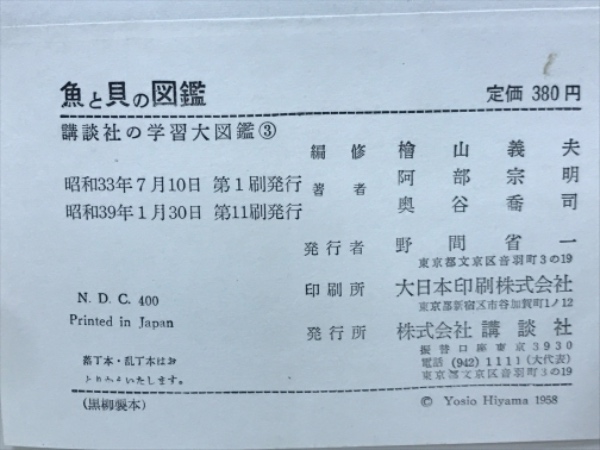 魚と貝の図鑑
定価 380円
講談社の学習大図鑑③
昭和33年7月10日 第1刷発行
昭和39年1月30日 第11刷発行
編修 檜山義夫
著者 阿部宗明
奥谷喬司
発行者 野間省一
東京都文京区音羽町3の19
印刷所 大日本印刷株式会社
東京都新宿区市谷加賀町1ノ12
発行所 株式会社 講談社
振替口座東京3930
電話 (942) 1111 (大代表)
東京都文京区音羽町3の19
N. D. C. 400
Printed in Japan
落丁本・乱丁本はお
いたします。
(黒柳製本)
© Yosio Hiyama 1958